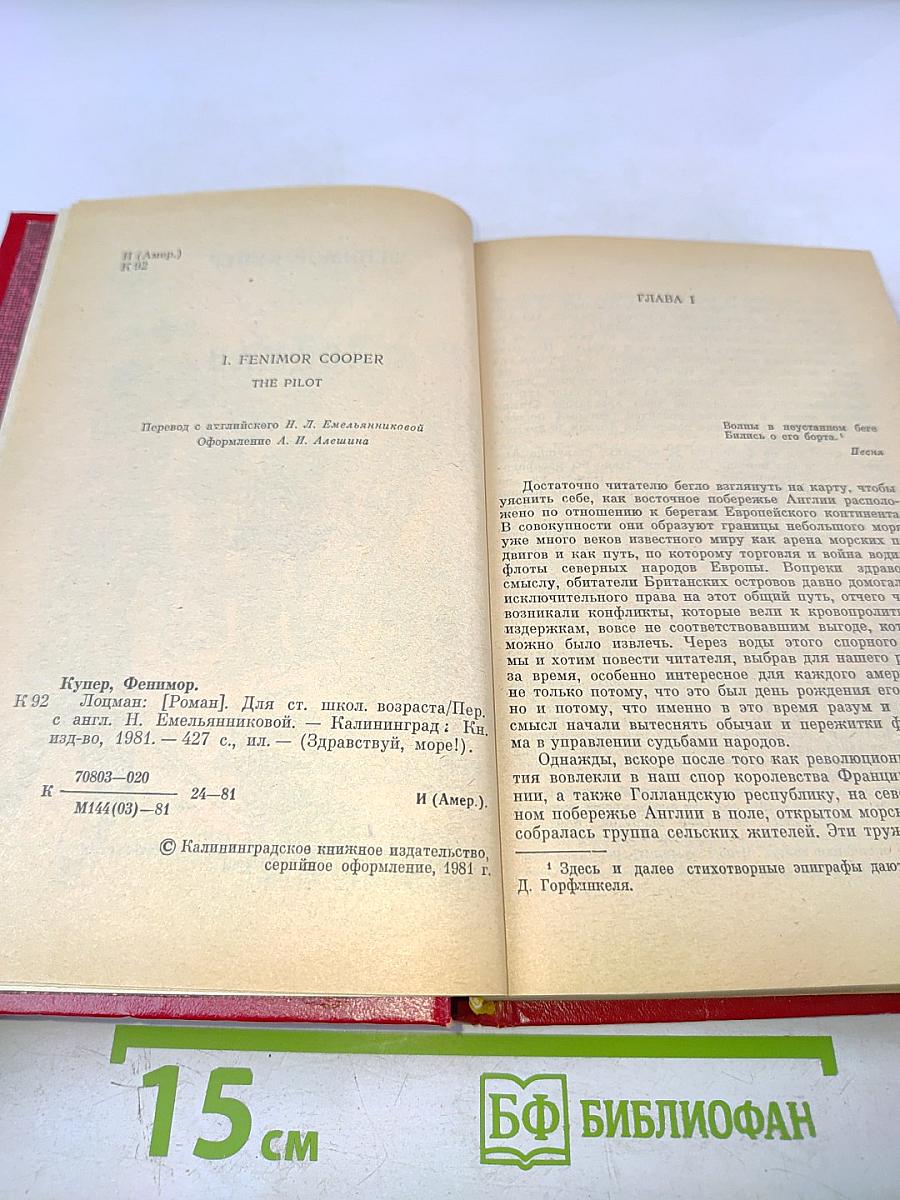 И (Амер.)
К 92
I. FENIMOR COOPER
THE PILOT
Перевод с английского Н. Л. Емельянниковой
Оформление А. И. Алешина
Купер, Фенимор.
К 92 Лоцман: [Роман]. Для ст. школ. возраста/Пер.
с англ. Н. Емельянниковой. — Калининград: Кн.
изд-во, 1981. — 427 с., ил. — (Здравствуй, море!).
70803—020
К 24—81
М144(03)—81
И (Амер.).
© Калининградское книжное издательство,
серийное оформление, 1981 г.
ГЛАВА I
Волны в неустанном беге
Бились о его борта.¹
Песня
Достаточно читателю бегло взглянуть на карту, чтобы
уяснить себе, как восточное побережье Англии располо-
жено по отношению к берегам Европейского континента
В совокупности они образуют границы небольшого моря
уже много веков известного миру как арена морских п
двигов и как путь, по которому торговля и война води
флоты северных народов Европы. Вопреки здраво
смыслу, обитатели Британских островов давно домогал
исключительного права на этот общий путь, отчего ч
возникали конфликты, которые вели к кровопролити
издержкам, вовсе не соответствовавшим выгоде, кот
можно было извлечь. Через воды этого спорного
мы и хотим повести читателя, выбрав для нашего р
за время, особенно интересное для каждого амер
не только потому, что это был день рождения его
но и потому, что именно в это время разум и
смысл начали вытеснять обычаи и пережитки ф
ма в управлении судьбами народов.
Однажды, вскоре после того как революционн
тия вовлекли в наш спор королевства Франци
нии, а также Голландскую республику, на севе
ном побережье Англии в поле, открытом морск
собралась группа сельских жителей. Эти труж
¹ Здесь и далее стихотворные эпиграфы дают
Д. Горфинкеля.
15 см
БФ БИБЛИОФАН